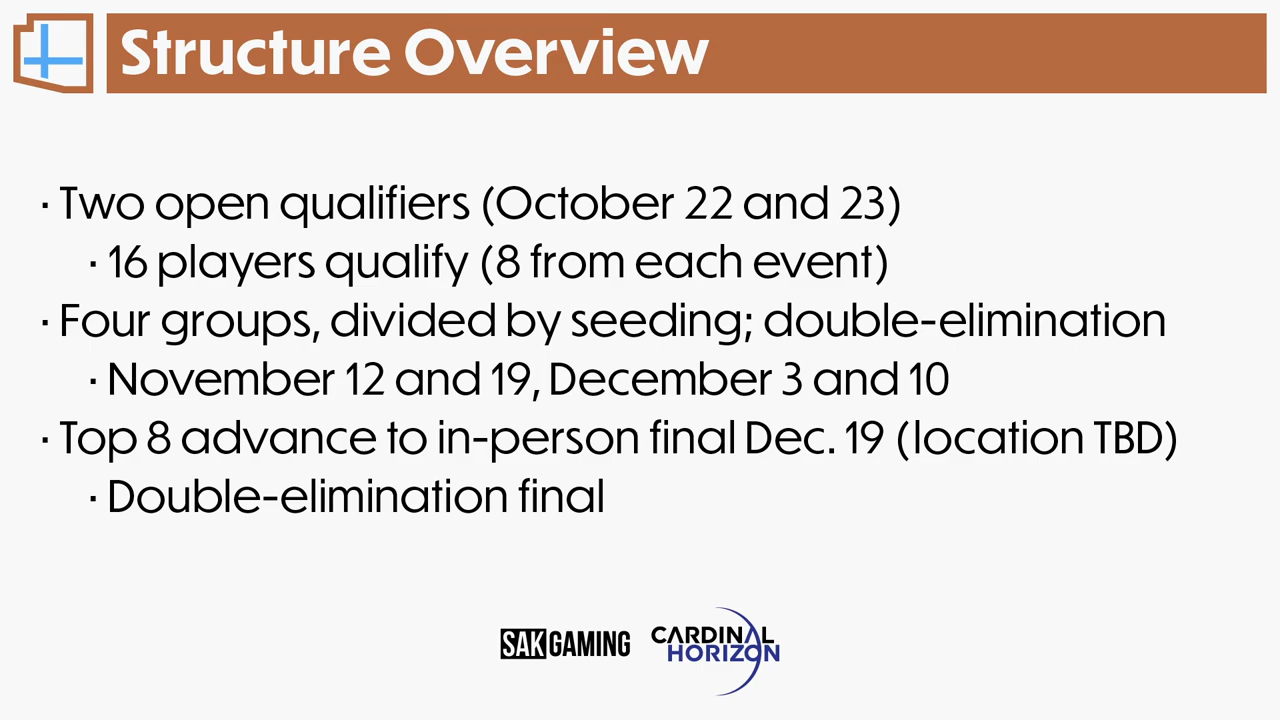 Structure Overview
· Two open qualifiers (October 22 and 23)
· 16 players qualify (8 from each event)
· Four groups, divided by seeding; double-elimination
· November 12 and 19, December 3 and 10
· Top 8 advance to in-person final Dec. 19 (location TBD)
· Double-elimination final
SAKGAMING
CARDINAL
HORIZON